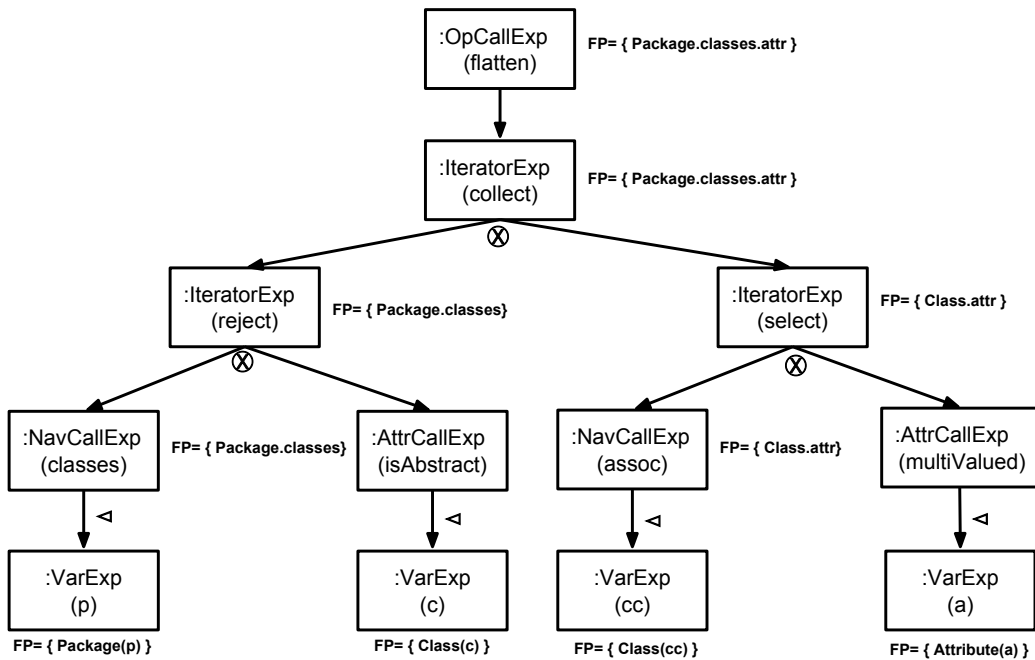 :OpCallExp
(flatten)
FP= { Package.classes.attr }
:IteratorExp
(collect)
FP= { Package.classes.attr }
:IteratorExp
(reject)
FP= { Package.classes}
:IteratorExp
(select)
FP= { Class.attr }
:NavCallExp
(classes)
FP= { Package.classes}
:AttrCallExp
(isAbstract)
:NavCallExp
(assoc)
FP= { Class.attr}
:AttrCallExp
(multiValued)
:VarExp
(p)
FP= { Package(p) }
:VarExp
(c)
FP= { Class(c) }
:VarExp
(cc)
FP= { Class(cc) }
:VarExp
(a)
FP= { Attribute(a) }